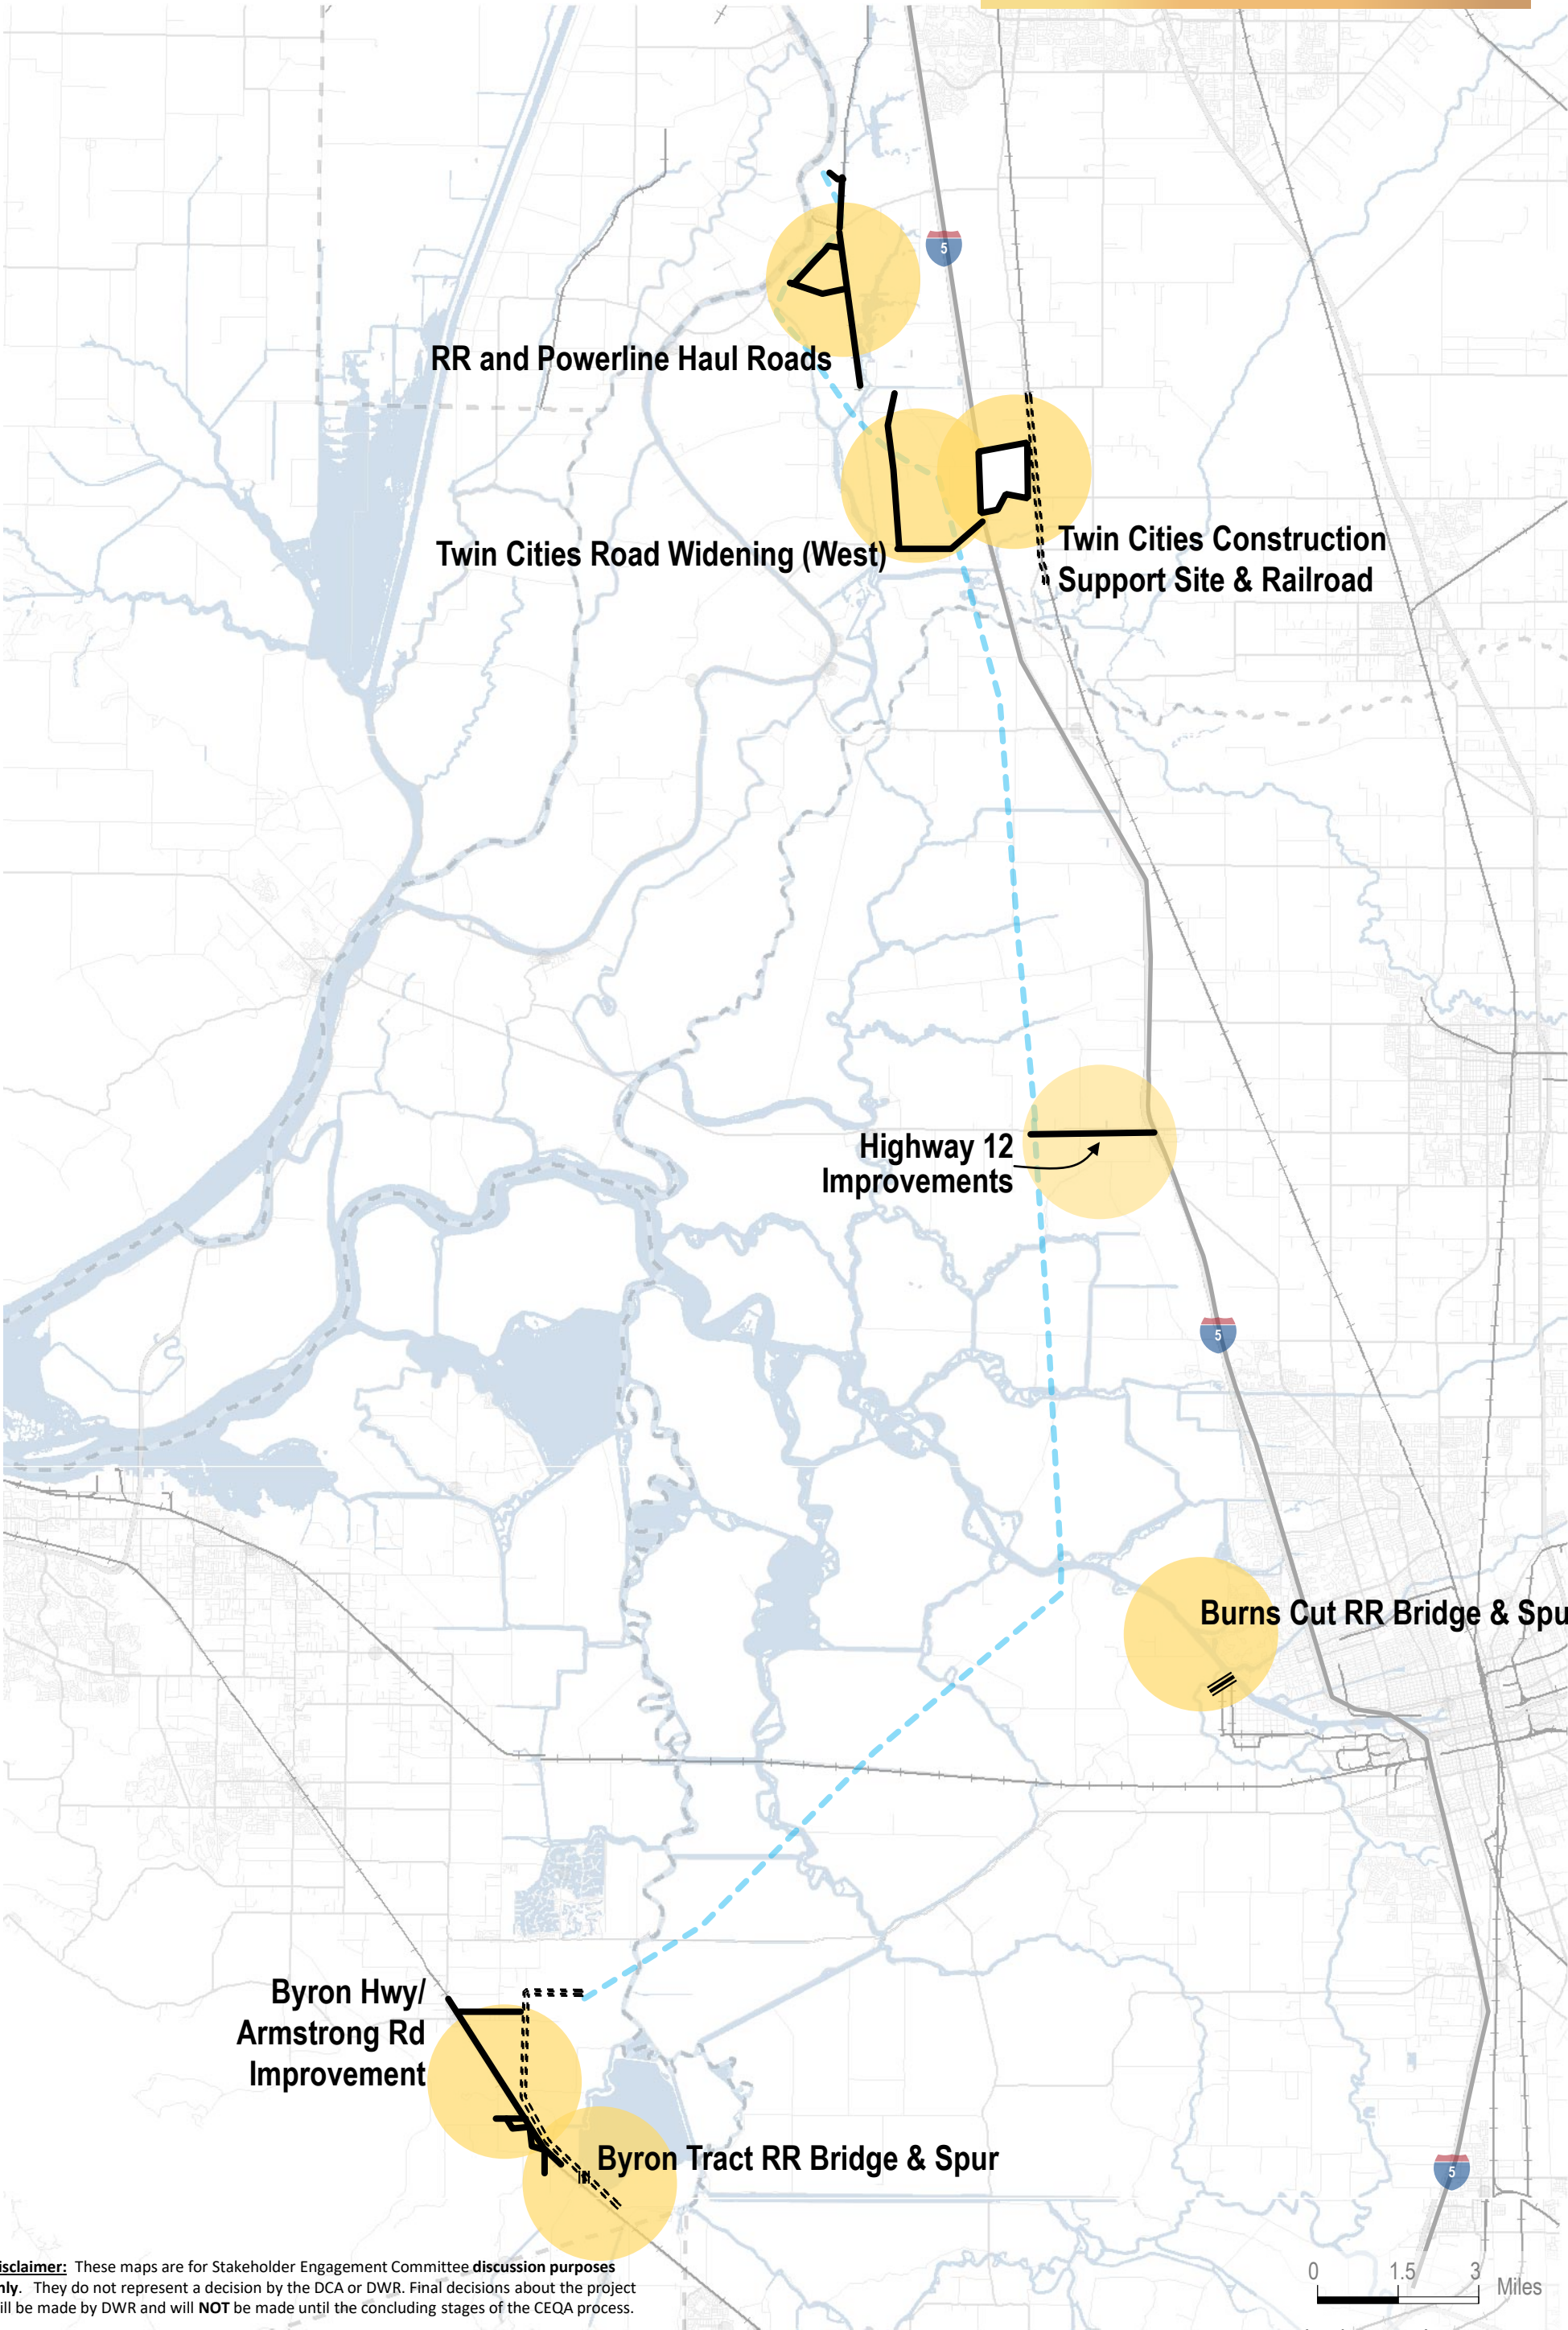 5
RR and Powerline Haul Roads
Twin Cities Road Widening (West)
Twin Cities Construction
Support Site & Railroad
Highway 12
Improvements
5
Burns Cut RR Bridge & Spu
Byron Hwy/
Armstrong Rd
Improvement
Byron Tract RR Bridge & Spur
5
isclaimer: These maps are for Stakeholder Engagement Committee discussion purposes
nly. They do not represent a decision by the DCA or DWR. Final decisions about the project
ill be made by DWR and will NOT be made until the concluding stages of the CEQA process.
0 1.5 3
Miles